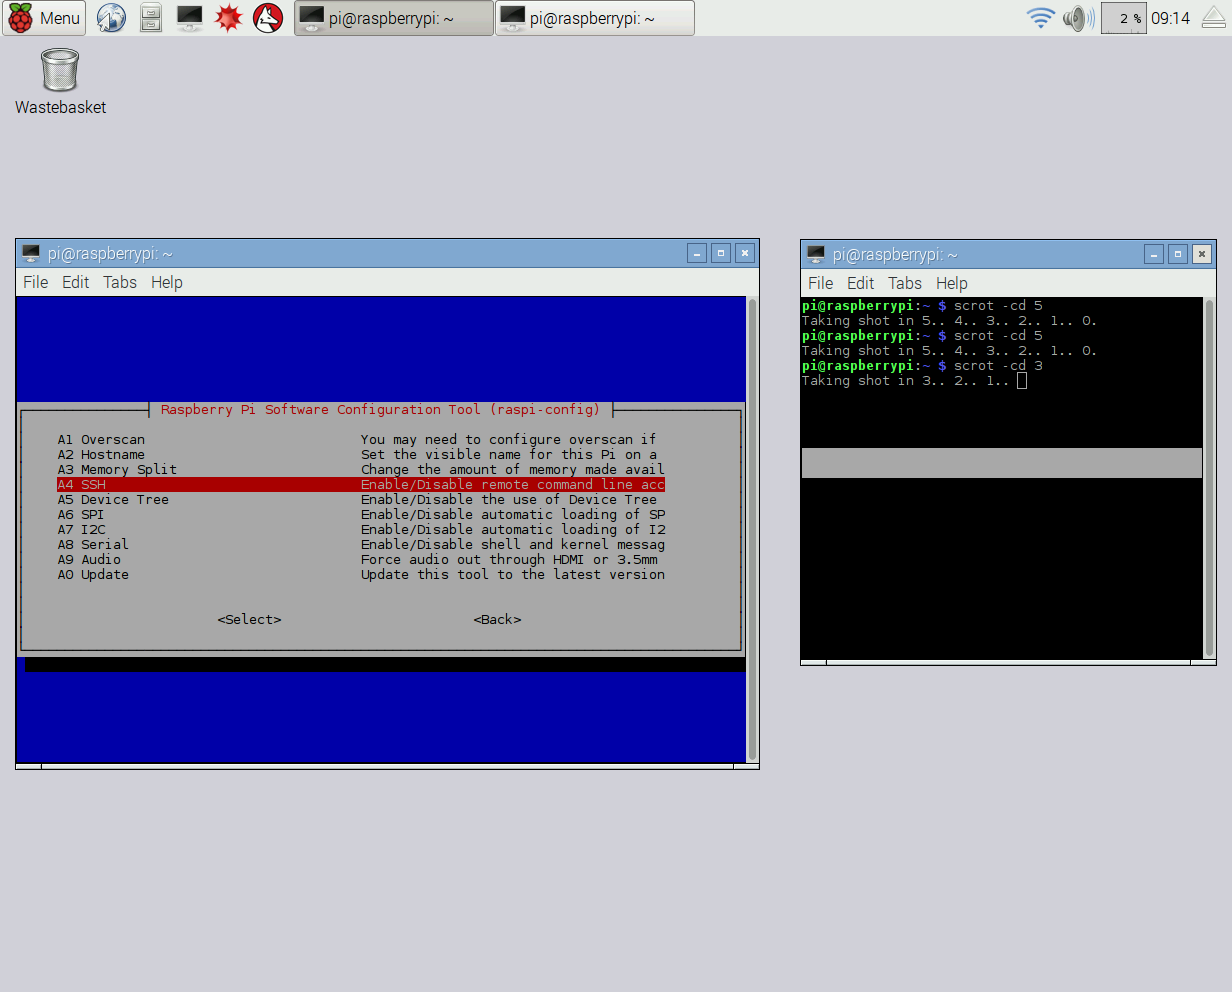 Menu pi@raspberrypi: ~ pi@raspberrypi: ~ 2 % 09:14
Wastebasket
pi@raspberrypi: ~
File Edit Tabs Help
Raspberry Pi Software Configuration Tool (raspi-config)
A1 Overscan You may need to configure overscan if
A2 Hostname Set the visible name for this Pi on a
A3 Memory Split Change the amount of memory made avail
A4 SSH Enable/Disable remote command line acc
A5 Device Tree Enable/Disable the use of Device Tree
A6 SPI Enable/Disable automatic loading of SP
A7 I2C Enable/Disable automatic loading of I2
A8 Serial Enable/Disable shell and kernel messag
A9 Audio Force audio out through HDMI or 3.5mm
A0 Update Update this tool to the latest version
<Select> <Back>
pi@raspberrypi: ~
File Edit Tabs Help
pi@raspberrypi:~ $ scrot -cd 5
Taking shot in 5.. 4.. 3.. 2.. 1.. 0.
pi@raspberrypi:~ $ scrot -cd 5
Taking shot in 5.. 4.. 3.. 2.. 1.. 0.
pi@raspberrypi:~ $ scrot -cd 3
Taking shot in 3.. 2.. 1..